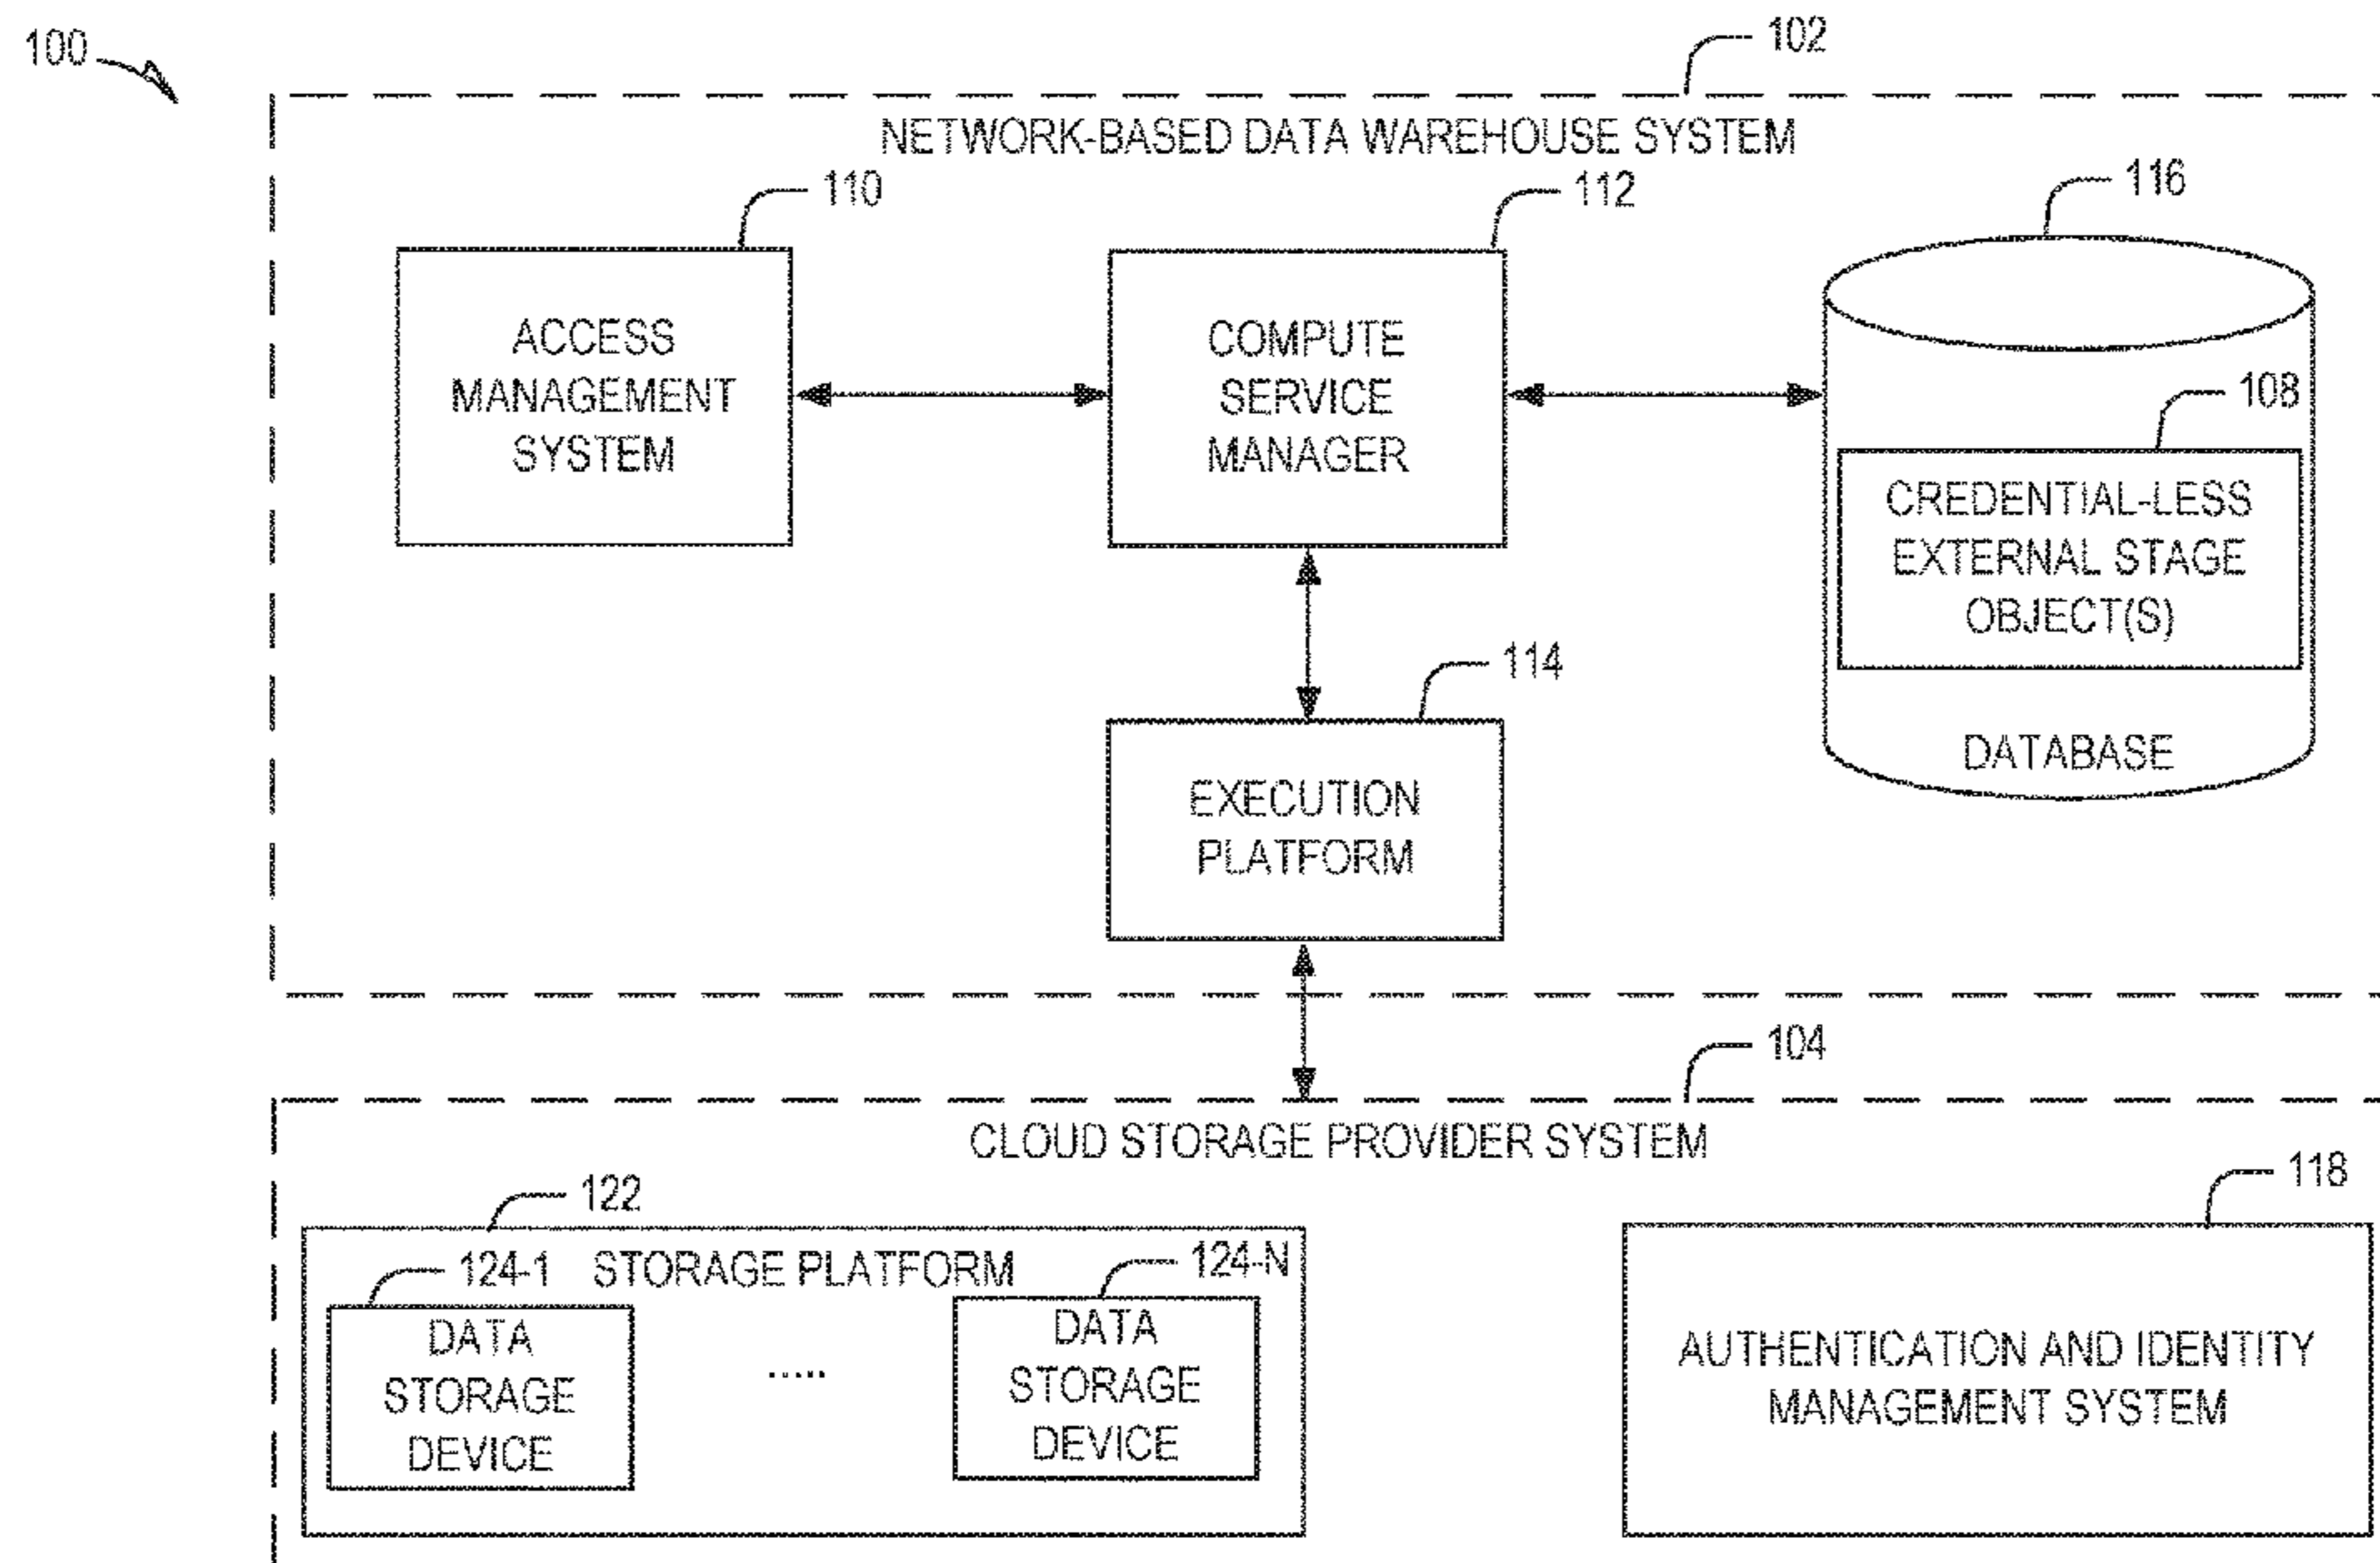 100
102
NETWORK-BASED DATA WAREHOUSE SYSTEM
110
112
116
ACCESS
MANAGEMENT
SYSTEM
COMPUTE
SERVICE
MANAGER
108
CREDENTIAL-LESS
EXTERNAL STAGE
OBJECT(S)
DATABASE
114
EXECUTION
PLATFORM
104
CLOUD STORAGE PROVIDER SYSTEM
122
118
124-1
STORAGE PLATFORM
124-N
DATA
STORAGE
DEVICE
.....
DATA
STORAGE
DEVICE
AUTHENTICATION AND IDENTITY
MANAGEMENT SYSTEM